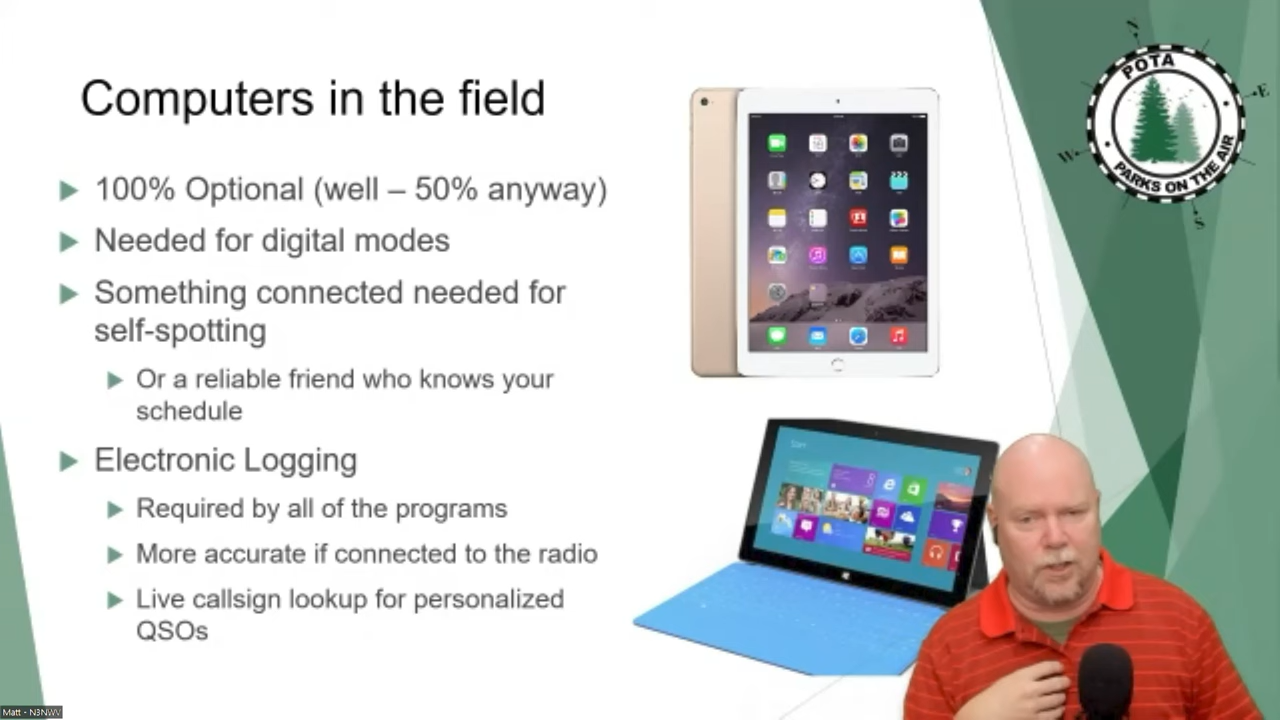 Computers in the field
100% Optional (well – 50% anyway)
Needed for digital modes
Something connected needed for
self-spotting
Or a reliable friend who knows your
schedule
Electronic Logging
Required by all of the programs
More accurate if connected to the radio
Live callsign lookup for personalized
QSOs
N
E
W
S
POTA
PARKS ON THE AIR
Start
Matt - N3NWV